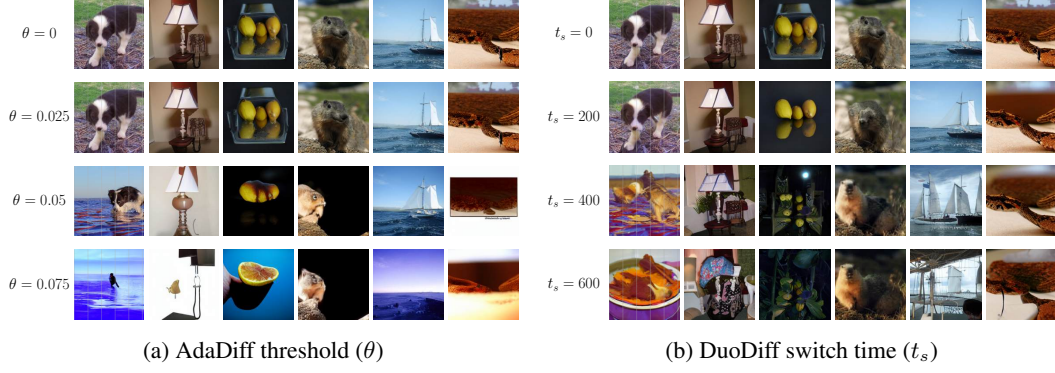 θ = 0
θ = 0.025
θ = 0.05
θ = 0.075
(a) AdaDiff threshold (θ)
t_s = 0
t_s = 200
t_s = 400
t_s = 600
(b) DuoDiff switch time (t_s)